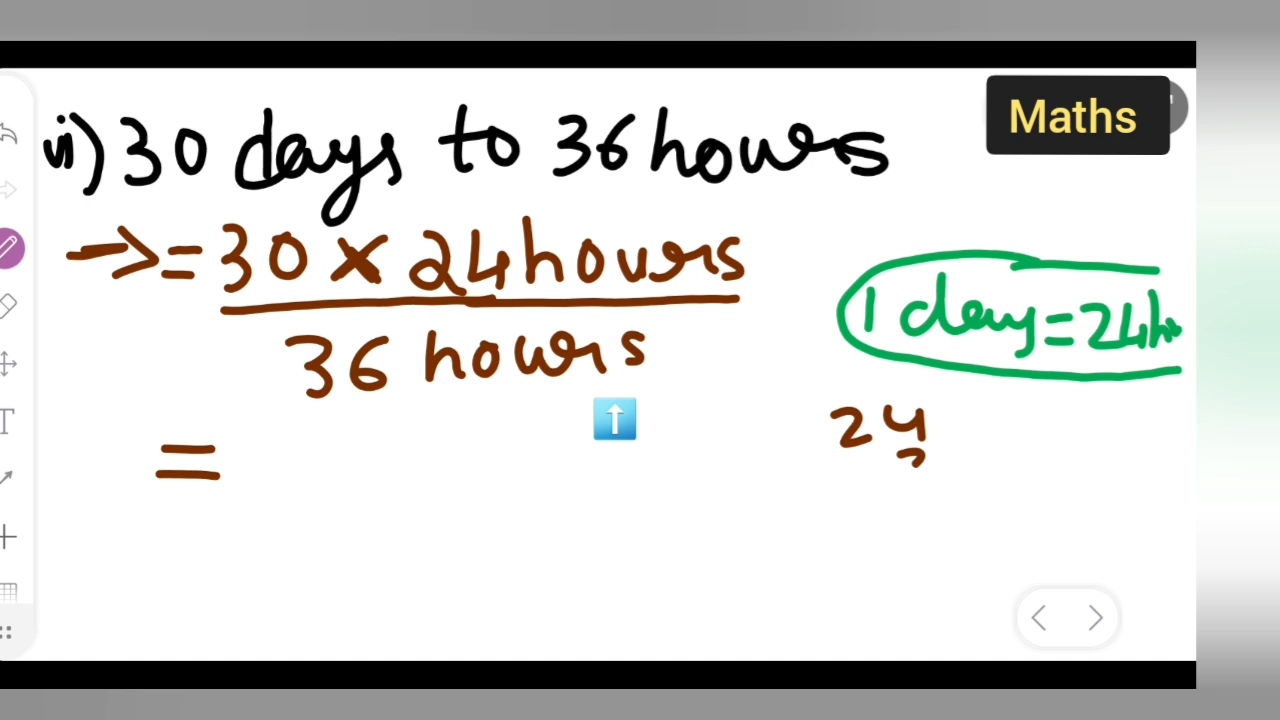 Maths
vi) 30 days to 36 hours
= 30 × 24 hours
36 hours
1 day = 24h
24
=